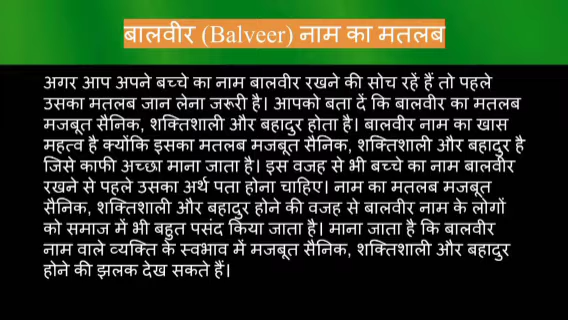 बालवीर (Balveer) नाम का मतलब
अगर आप अपने बच्चे का नाम बालवीर रखने की सोच रहें हैं तो पहले
उसका मतलब जान लेना जरूरी है। आपको बता दें कि बालवीर का मतलब
मजबूत सैनिक, शक्तिशाली और बहादुर होता है। बालवीर नाम का खास
महत्व है क्योंकि इसका मतलब मजबूत सैनिक, शक्तिशाली और बहादुर है
जिसे काफी अच्छा माना जाता है। इस वजह से भी बच्चे का नाम बालवीर
रखने से पहले उसका अर्थ पता होना चाहिए। नाम का मतलब मजबूत
सैनिक, शक्तिशाली और बहादुर होने की वजह से बालवीर नाम के लोगों
को समाज में भी बहुत पसंद किया जाता है। माना जाता है कि बालवीर
नाम वाले व्यक्ति के स्वभाव में मजबूत सैनिक, शक्तिशाली और बहादुर
होने की झलक देख सकते हैं।